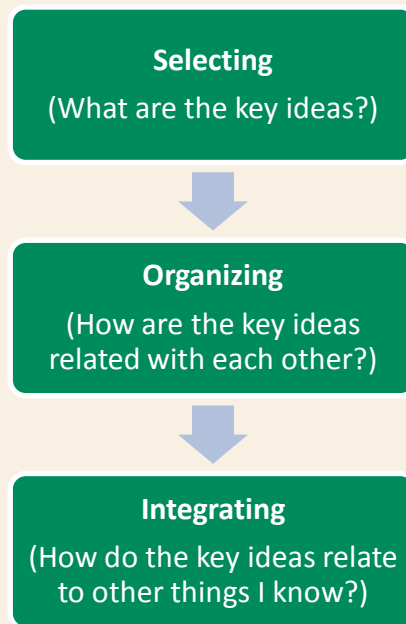 Selecting
(What are the key ideas?)
Organizing
(How are the key ideas
related with each other?)
Integrating
(How do the key ideas relate
to other things I know?)